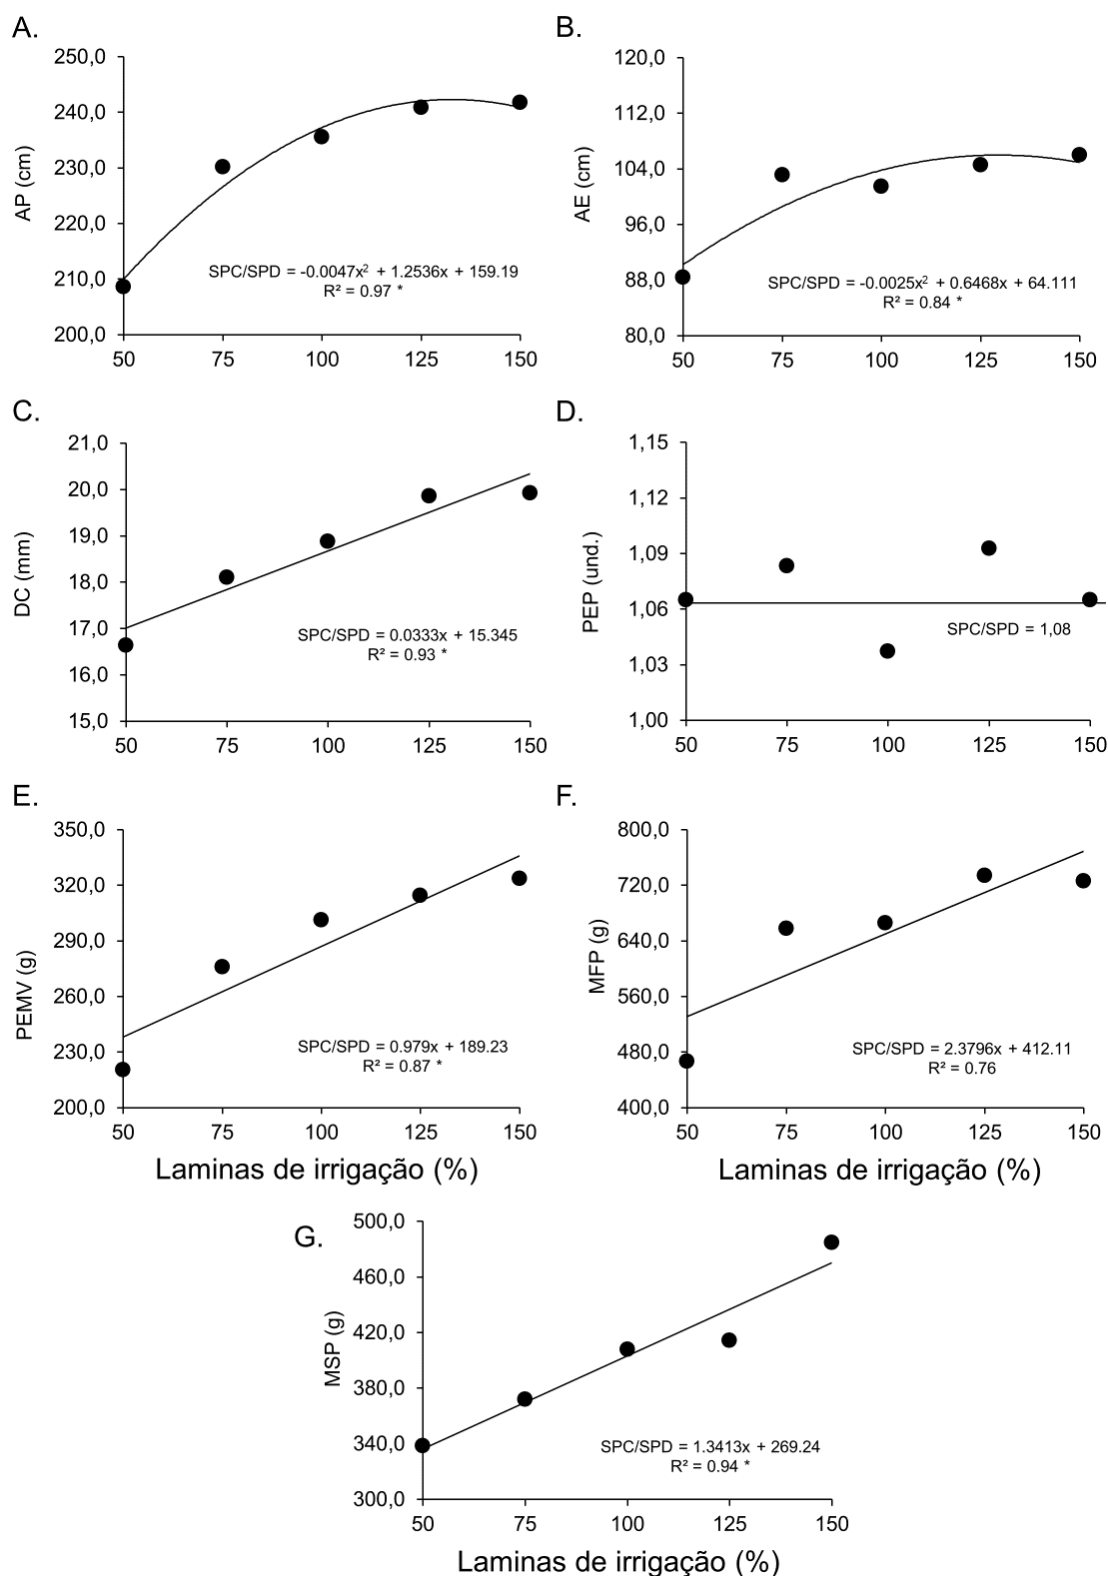 A.
250,0
240,0
230,0
220,0
210,0
200,0
AP (cm)
SPC/SPD = -0.0047x² + 1.2536x + 159.19
R² = 0.97 *
50 75 100 125 150
B.
120,0
112,0
104,0
96,0
88,0
80,0
AE (cm)
SPC/SPD = -0.0025x² + 0.6468x + 64.111
R² = 0.84 *
50 75 100 125 150
C.
21,0
20,0
19,0
18,0
17,0
16,0
15,0
DC (mm)
SPC/SPD = 0.0333x + 15.345
R² = 0.93 *
50 75 100 125 150
D.
1,15
1,12
1,09
1,06
1,03
1,00
PEP (und.)
SPC/SPD = 1,08
50 75 100 125 150
E.
350,0
320,0
290,0
260,0
230,0
200,0
PEMV (g)
SPC/SPD = 0.979x + 189.23
R² = 0.87 *
50 75 100 125 150
Laminas de irrigação (%)
F.
800,0
720,0
640,0
560,0
480,0
400,0
MFP (g)
SPC/SPD = 2.3796x + 412.11
R² = 0.76
50 75 100 125 150
Laminas de irrigação (%)
G.
500,0
460,0
420,0
380,0
340,0
300,0
MSP (g)
SPC/SPD = 1.3413x + 269.24
R² = 0.94 *
50 75 100 125 150
Laminas de irrigação (%)